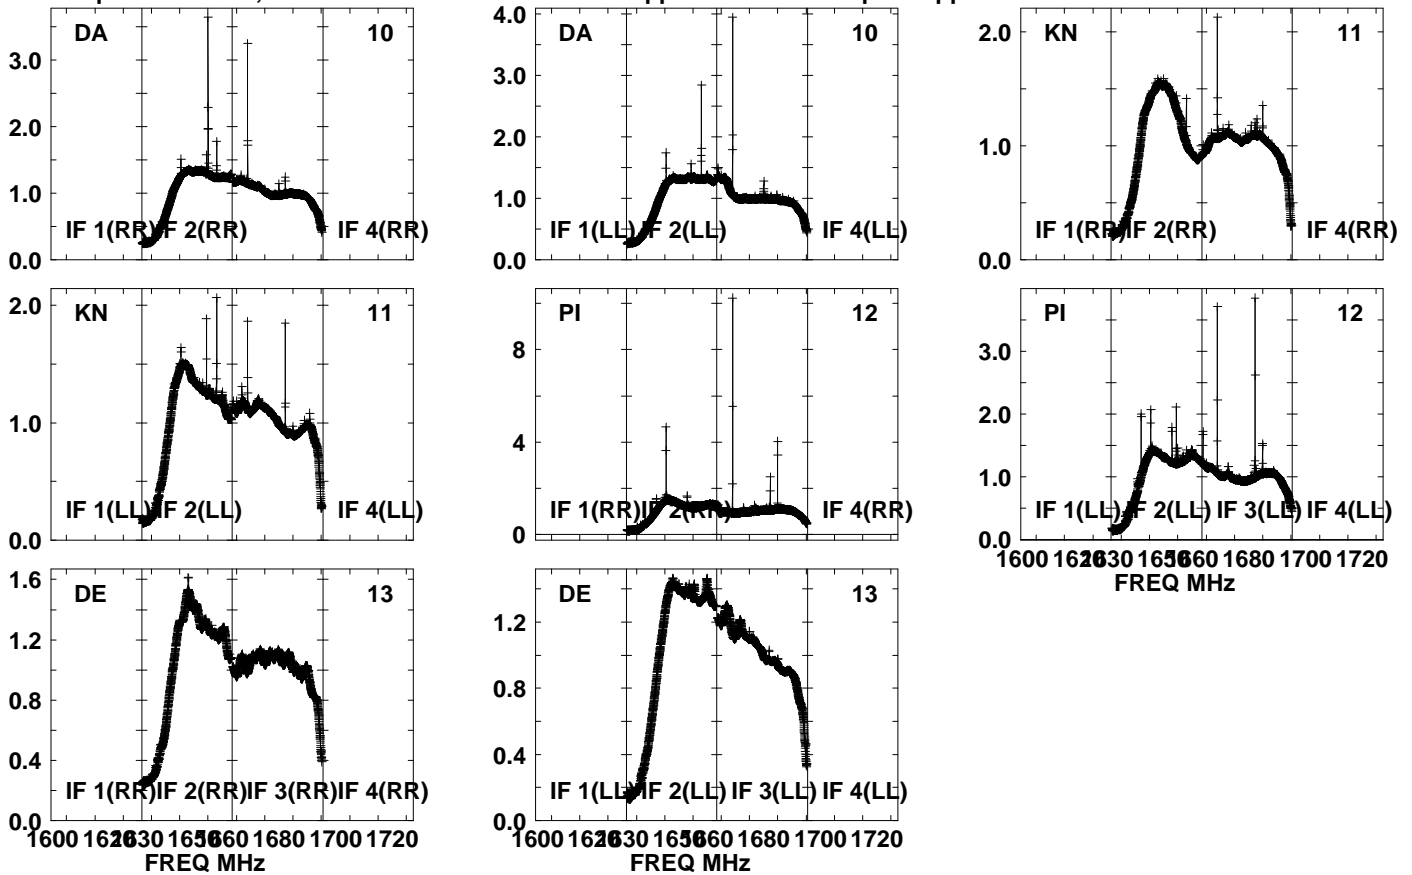 DA 10
3.0
2.0
1.0
0.0
IF 1(RR) IF 2(RR) IF 4(RR)
DA 10
4.0
3.0
2.0
1.0
0.0
IF 1(LL) IF 2(LL) IF 4(LL)
KN 11
2.0
1.0
0.0
IF 1(RR) IF 2(RR) IF 4(RR)
KN 11
2.0
1.0
0.0
IF 1(LL) IF 2(LL) IF 4(LL)
PI 12
8
4
0
IF 1(RR) IF 2(RR) IF 4(RR)
PI 12
3.0
2.0
1.0
0.0
IF 1(LL) IF 2(LL) IF 3(LL) IF 4(LL)
1600 1620 1630 1650 1660 1680 1700 1720
FREQ MHz
DE 13
1.6
1.2
0.8
0.4
0.0
IF 1(RR) IF 2(RR) IF 3(RR) IF 4(RR)
1600 1620 1630 1650 1660 1680 1700 1720
FREQ MHz
DE 13
1.2
0.8
0.4
0.0
IF 1(LL) IF 2(LL) IF 3(LL) IF 4(LL)
1600 1620 1630 1650 1660 1680 1700 1720
FREQ MHz